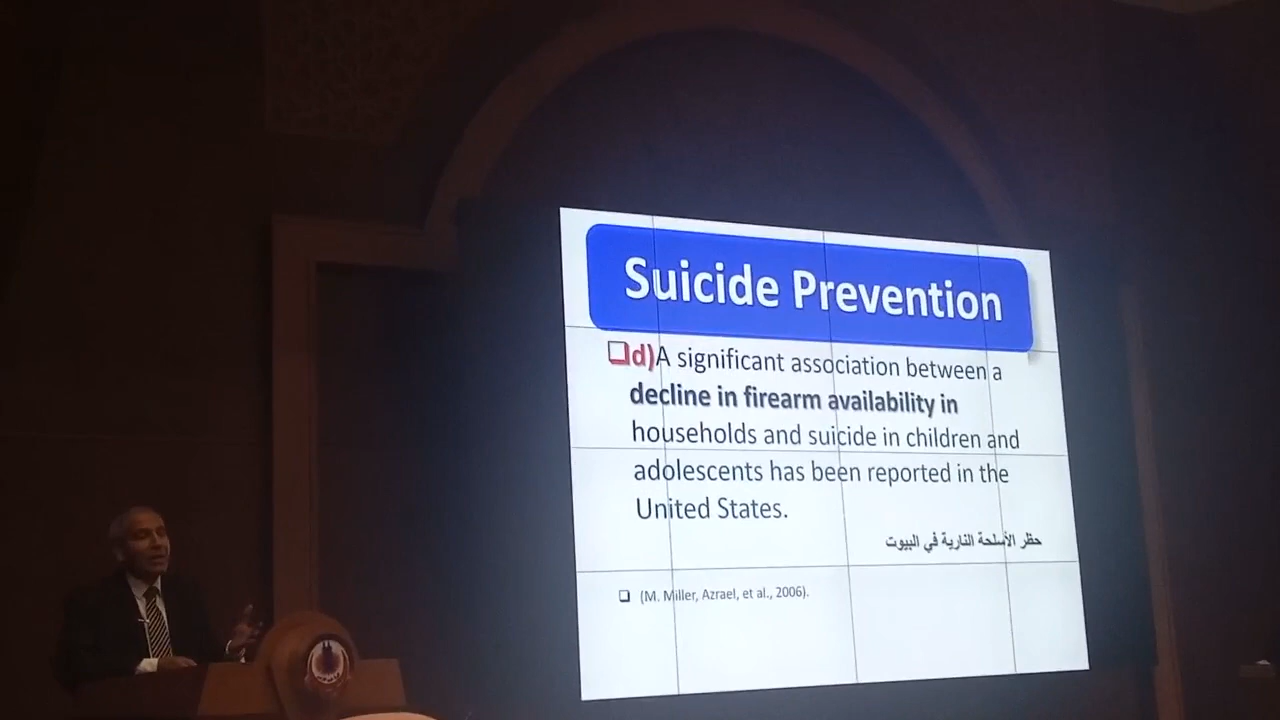 Suicide Prevention
❑d)A significant association between a
decline in firearm availability in
households and suicide in children and
adolescents has been reported in the
United States.
حظر الأسلحة النارية في البيوت
❑ (M. Miller, Azrael, et al., 2006).